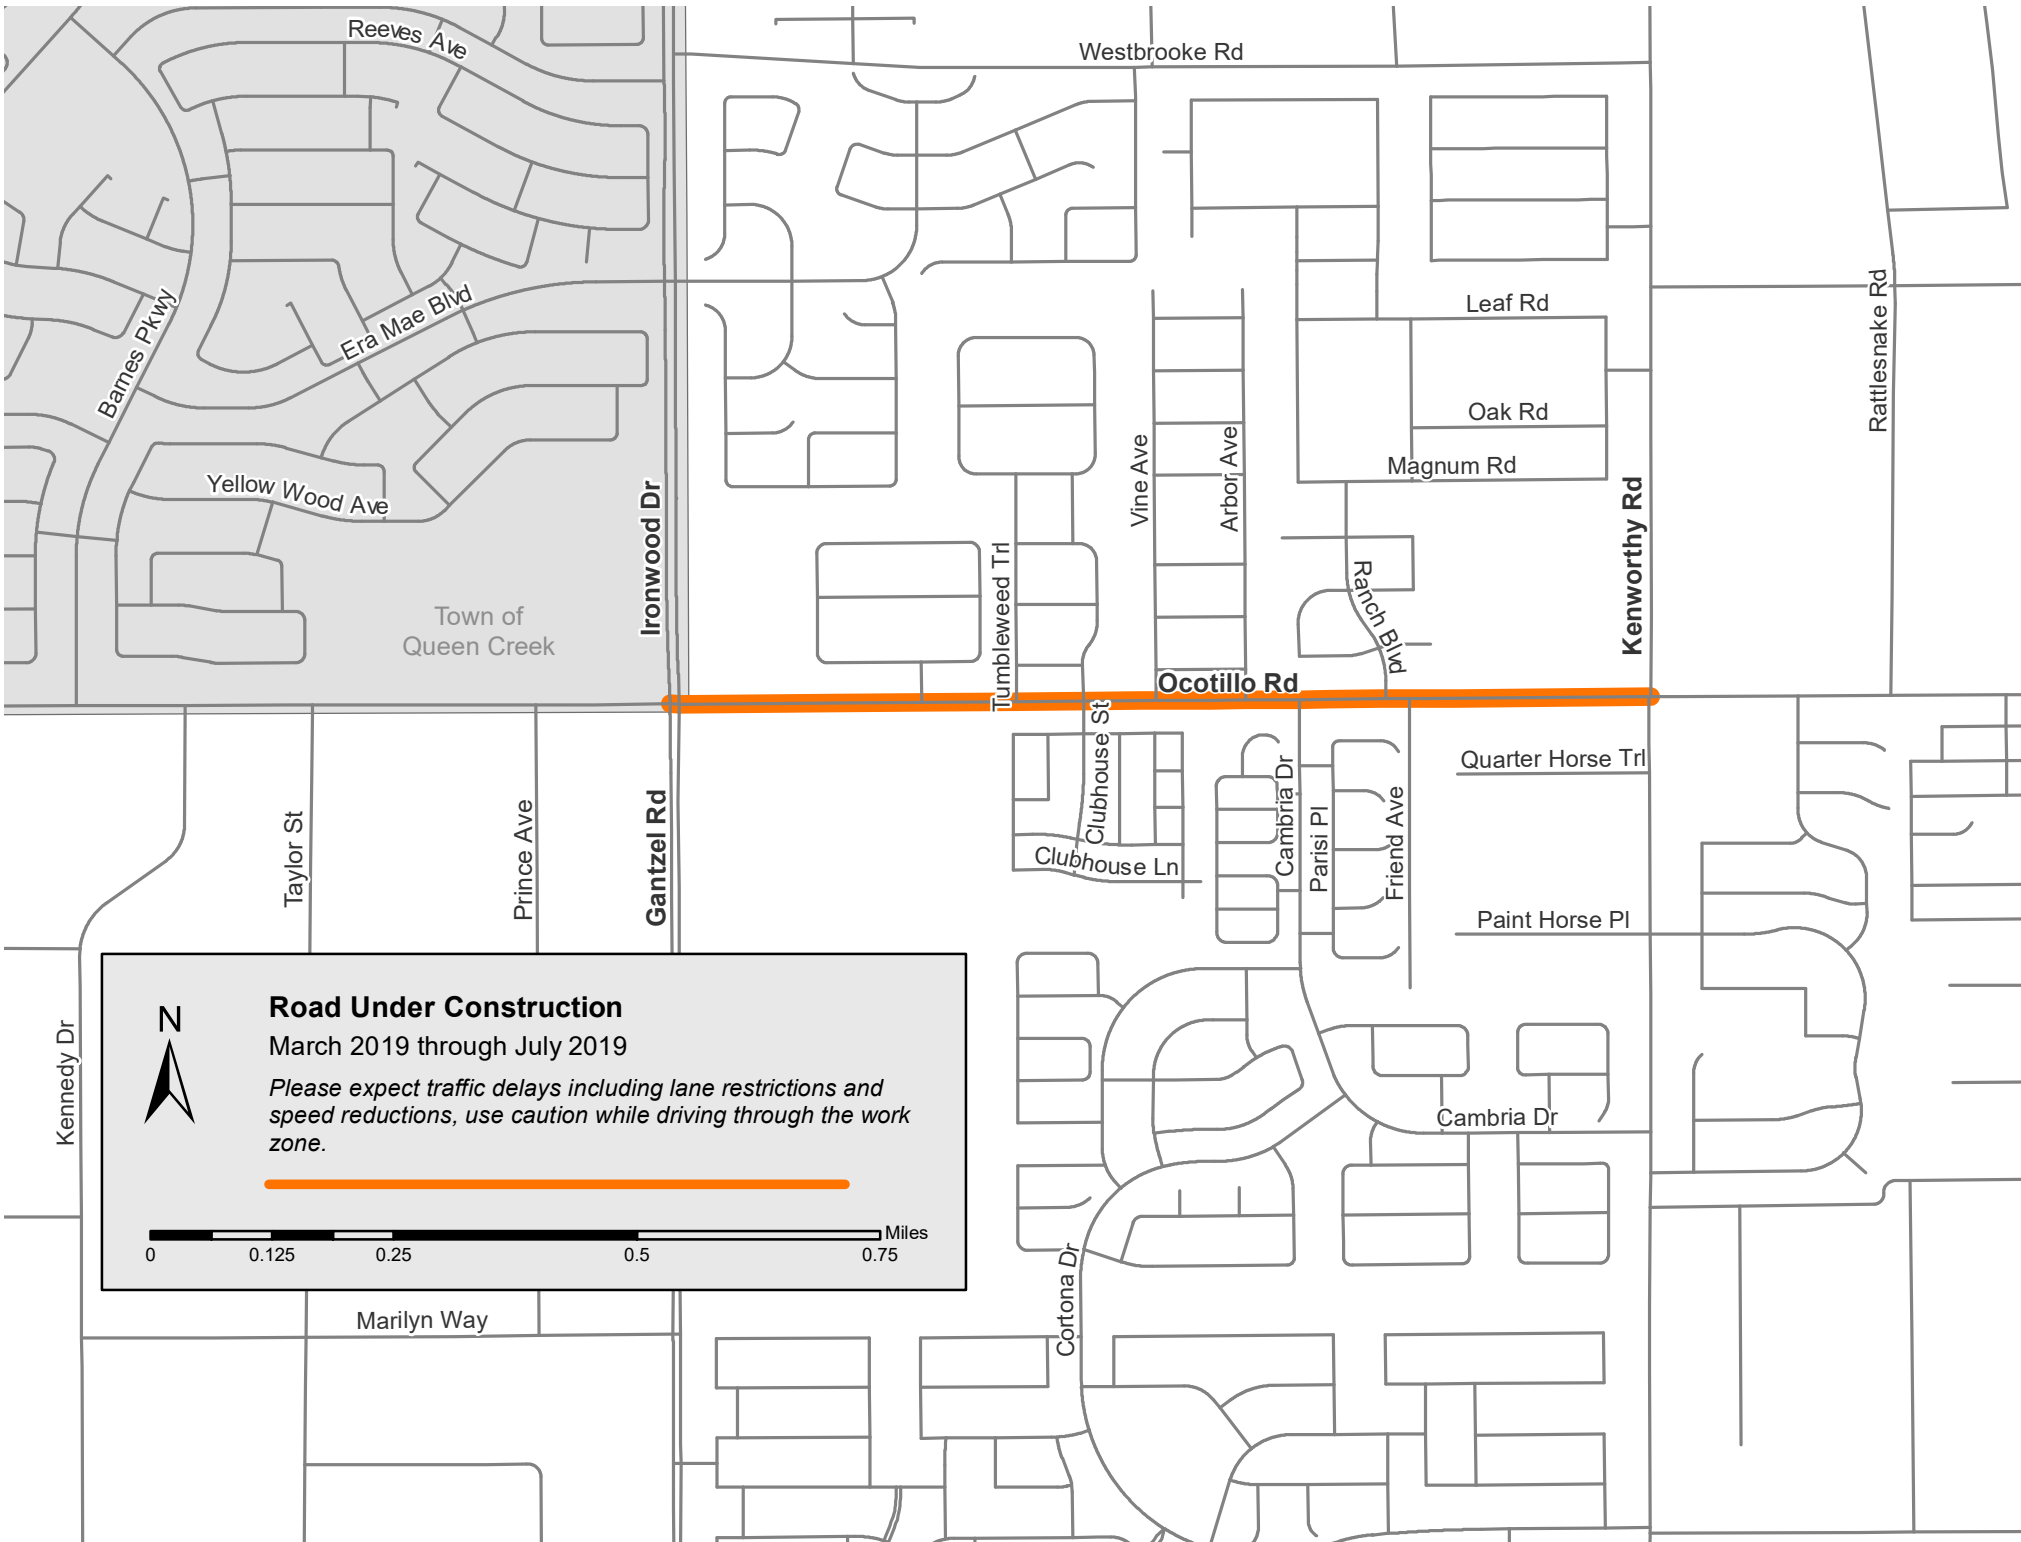 Reeves Ave
Westbrooke Rd
Barnes Pkwy
Era Mae Blvd
Leaf Rd
Rattlesnake Rd
Oak Rd
Magnum Rd
Yellow Wood Ave
Ironwood Dr
Vine Ave
Arbor Ave
Kenworthy Rd
Tumbleweed Trl
Ranch Blvd
Town of
Queen Creek
Ocotillo Rd
Clubhouse St
Quarter Horse Trl
Taylor St
Prince Ave
Gantzel Rd
Cambria Dr
Parisi Pl
Friend Ave
Clubhouse Ln
Paint Horse Pl
Kennedy Dr
N
Road Under Construction
March 2019 through July 2019
Please expect traffic delays including lane restrictions and
speed reductions, use caution while driving through the work
zone.
Miles
0 0.125 0.25 0.5 0.75
Cambria Dr
Cortona Dr
Marilyn Way